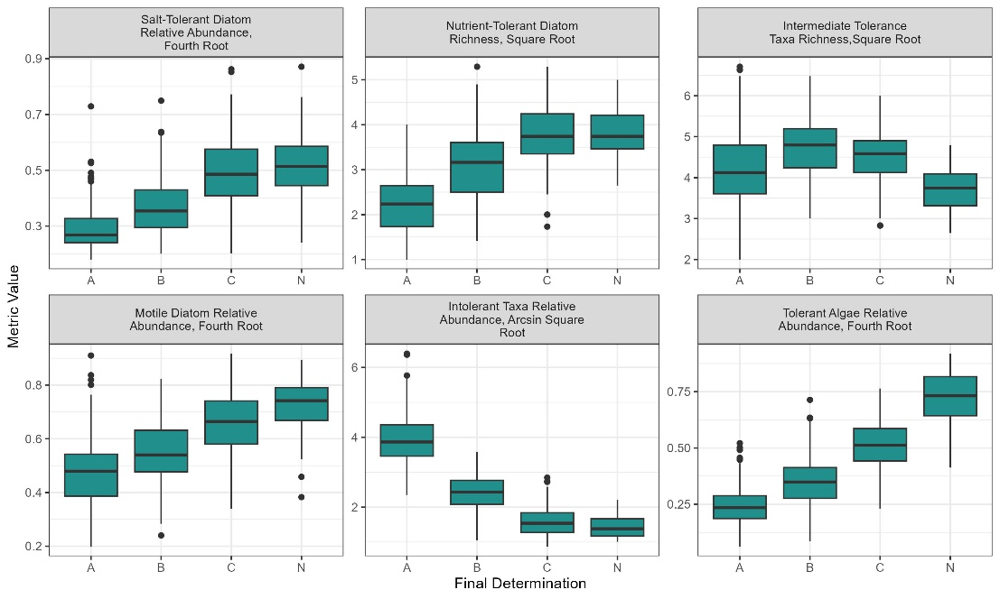 Salt-Tolerant Diatom
Relative Abundance,
Fourth Root
Nutrient-Tolerant Diatom
Richness, Square Root
Intermediate Tolerance
Taxa Richness,Square Root
0.9
0.7
0.5
0.3
A B C N
5
4
3
2
1
A B C N
6
5
4
3
2
A B C N
Metric Value
Motile Diatom Relative
Abundance, Fourth Root
Intolerant Taxa Relative
Abundance, Arcsin Square
Root
Tolerant Algae Relative
Abundance, Fourth Root
0.8
0.6
0.4
0.2
A B C N
6
4
2
A B C N
0.75
0.50
0.25
A B C N
Final Determination